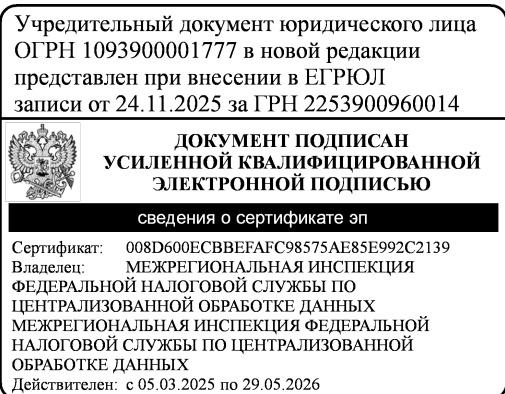 Учредительный документ юридического лица
ОГРН 1093900001777 в новой редакции
представлен при внесении в ЕГРЮЛ
записи от 24.11.2025 за ГРН 2253900960014
ДОКУМЕНТ ПОДПИСАН
УСИЛЕННОЙ КВАЛИФИЦИРОВАННОЙ
ЭЛЕКТРОННОЙ ПОДПИСЬЮ
сведения о сертификате эп
Сертификат: 008D600ECBBEFAFC98575AE85E992C2139
Владелец: МЕЖРЕГИОНАЛЬНАЯ ИНСПЕКЦИЯ
ФЕДЕРАЛЬНОЙ НАЛОГОВОЙ СЛУЖБЫ ПО
ЦЕНТРАЛИЗОВАННОЙ ОБРАБОТКЕ ДАННЫХ
МЕЖРЕГИОНАЛЬНАЯ ИНСПЕКЦИЯ ФЕДЕРАЛЬНОЙ
НАЛОГОВОЙ СЛУЖБЫ ПО ЦЕНТРАЛИЗОВАННОЙ
ОБРАБОТКЕ ДАННЫХ
Действителен: с 05.03.2025 по 29.05.2026